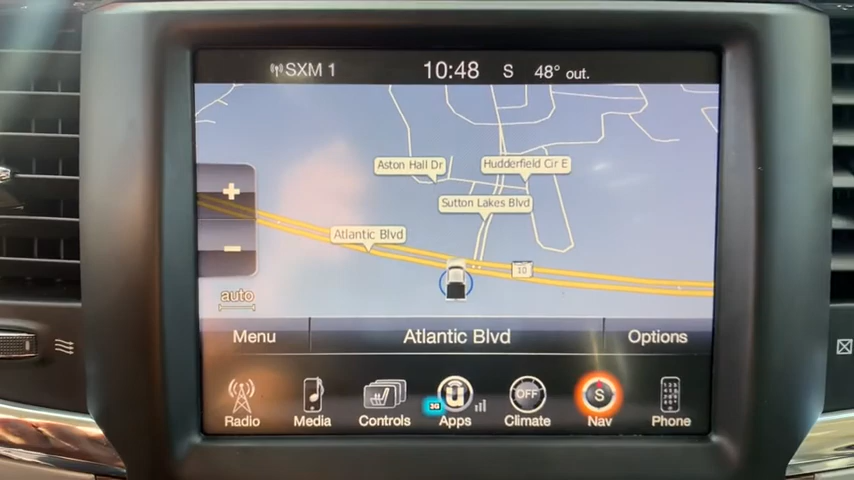 SXM 1 10:48 S 48° out.
Aston Hall Dr Hudderfield Cir E
Sutton Lakes Blvd
Atlantic Blvd
10
+
−
auto
Menu Atlantic Blvd Options
3G OFF S
Radio Media Controls Apps Climate Nav Phone